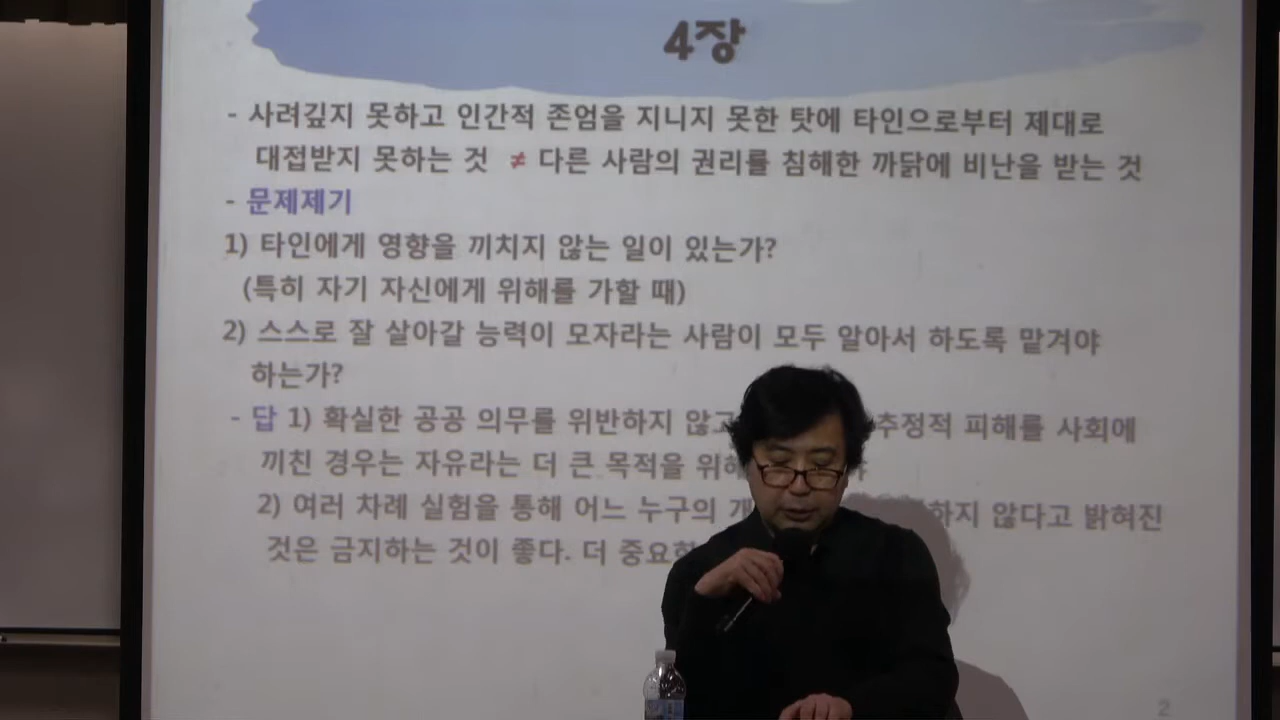 4장
- 사려깊지 못하고 인간적 존엄을 지니지 못한 탓에 타인으로부터 제대로
대접받지 못하는 것 ≠ 다른 사람의 권리를 침해한 까닭에 비난을 받는 것
- 문제제기
1) 타인에게 영향을 끼치지 않는 일이 있는가?
(특히 자기 자신에게 위해를 가할 때)
2) 스스로 잘 살아갈 능력이 모자라는 사람이 모두 알아서 하도록 맡겨야
하는가?
- 답 1) 확실한 공공 의무를 위반하지 않고 추정적 피해를 사회에
끼친 경우는 자유라는 더 큰 목적을 위해
2) 여러 차례 실험을 통해 어느 누구의 하지 않다고 밝혀진
것은 금지하는 것이 좋다. 더 중요한
2